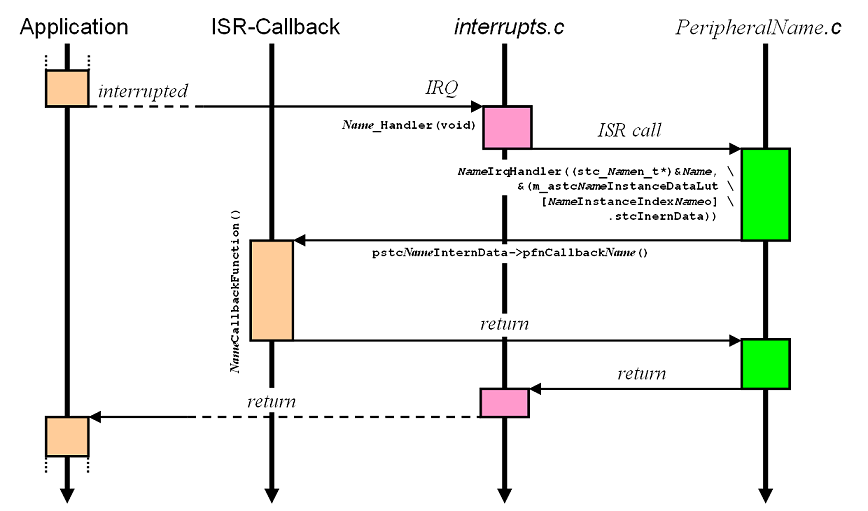 Application
ISR-Callback
interrupts.c
PeripheralName.c
interrupted
IRQ
Name_Handler(void)
ISR call
NameIrqHandler((stc_Namen_t*)&Name, \
&(m_astcNameInstanceDataLut \
[NameInstanceIndexNameo] \
.stcInernData))
pstcNameInternData->pfnCallbackName()
NameCallbackFunction()
return
return
return